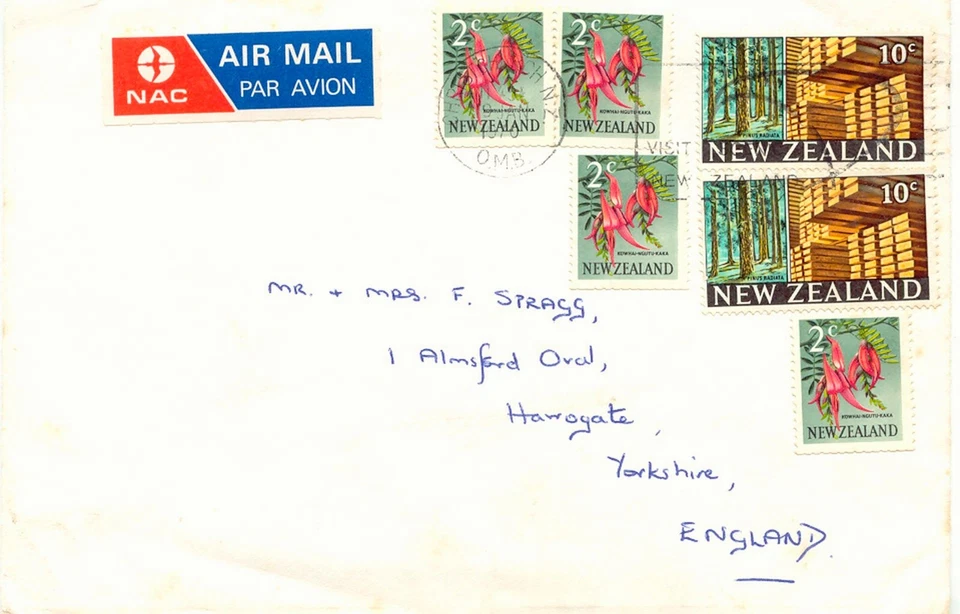 NAC
AIR MAIL
PAR AVION
2c
KOWHAI-NGUTU-KAKA
NEW ZEALAND
2c
KOWHAI-NGUTU-KAKA
NEW ZEALAND
10c
PINUS RADIATA
NEW ZEALAND
O.M.B.
VISIT
NEW ZEALAND
2c
KOWHAI-NGUTU-KAKA
NEW ZEALAND
10c
PINUS RADIATA
NEW ZEALAND
MR. + MRS. F. SPRAGG,
1 Almsford Oval,
Harrogate,
Yorkshire,
ENGLAND.
2c
KOWHAI-NGUTU-KAKA
NEW ZEALAND